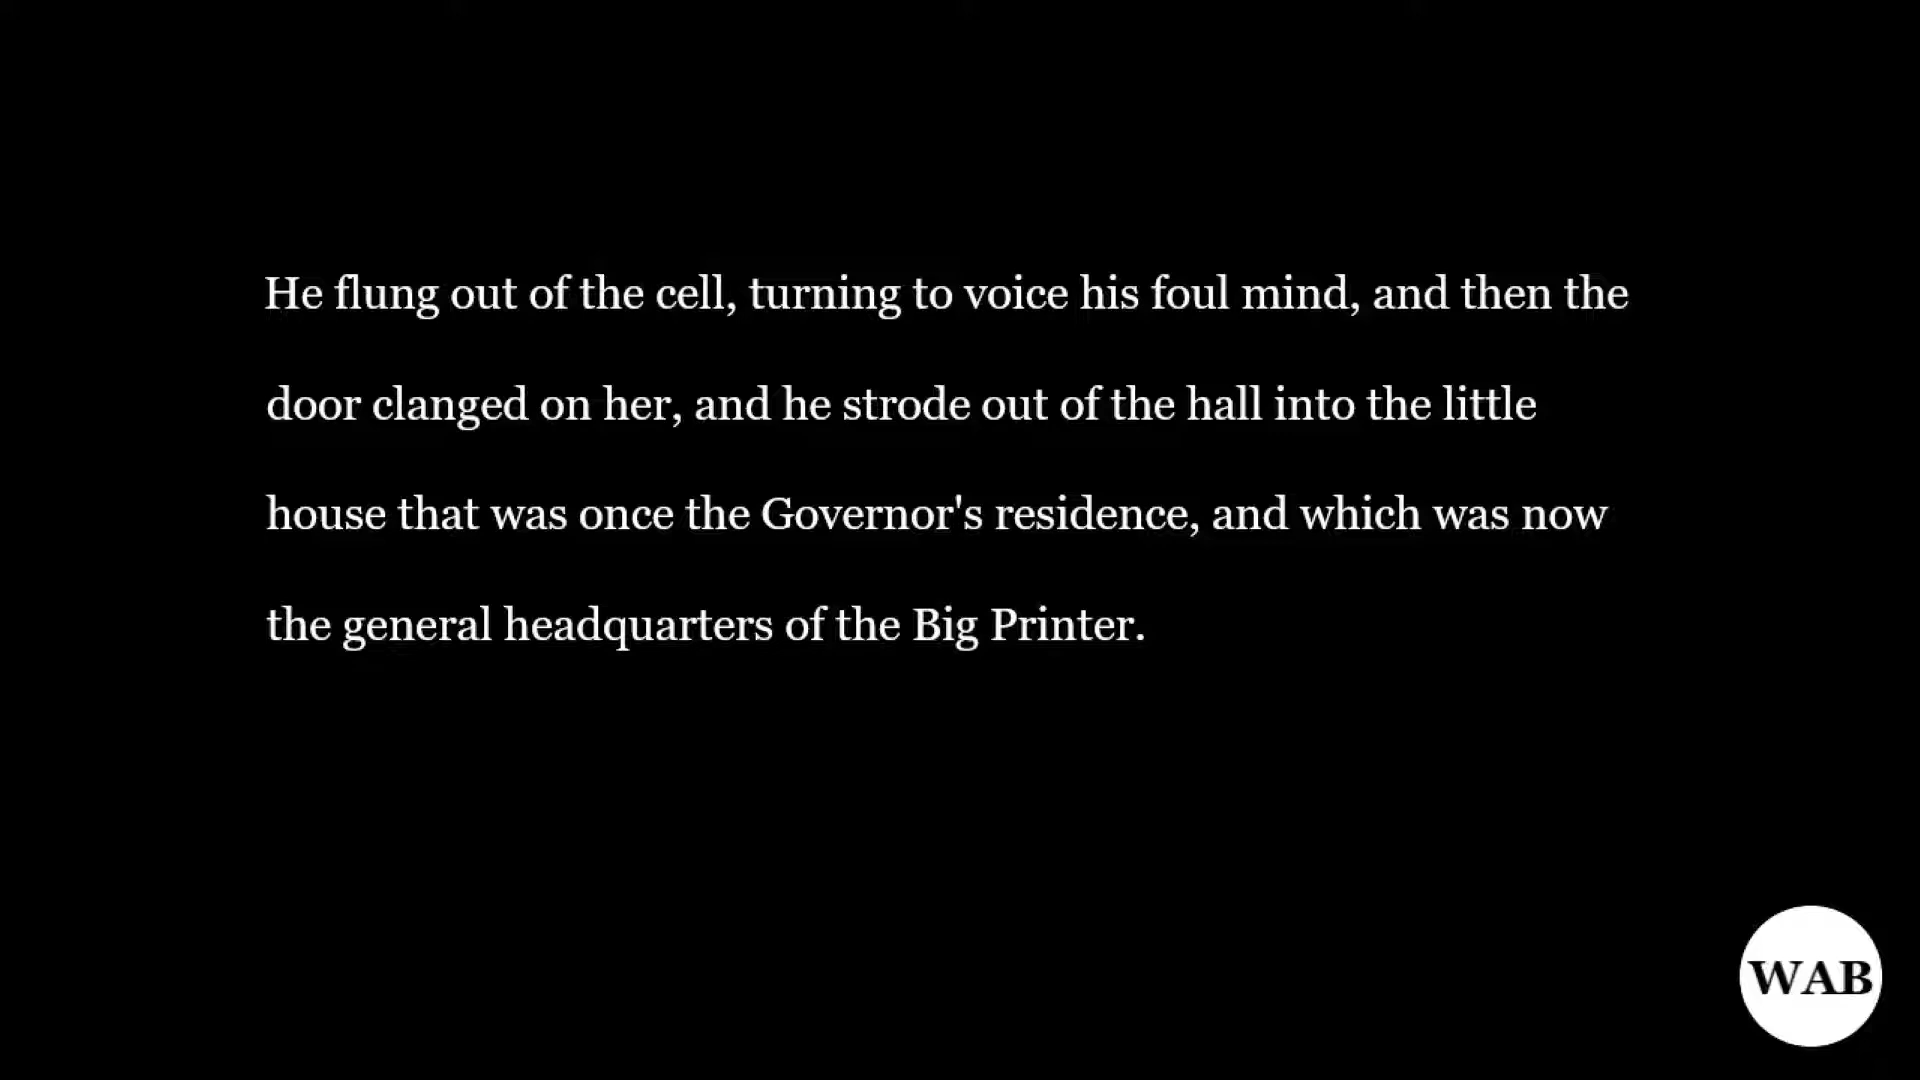 He flung out of the cell, turning to voice his foul mind, and then the
door clanged on her, and he strode out of the hall into the little
house that was once the Governor's residence, and which was now
the general headquarters of the Big Printer.
WAB